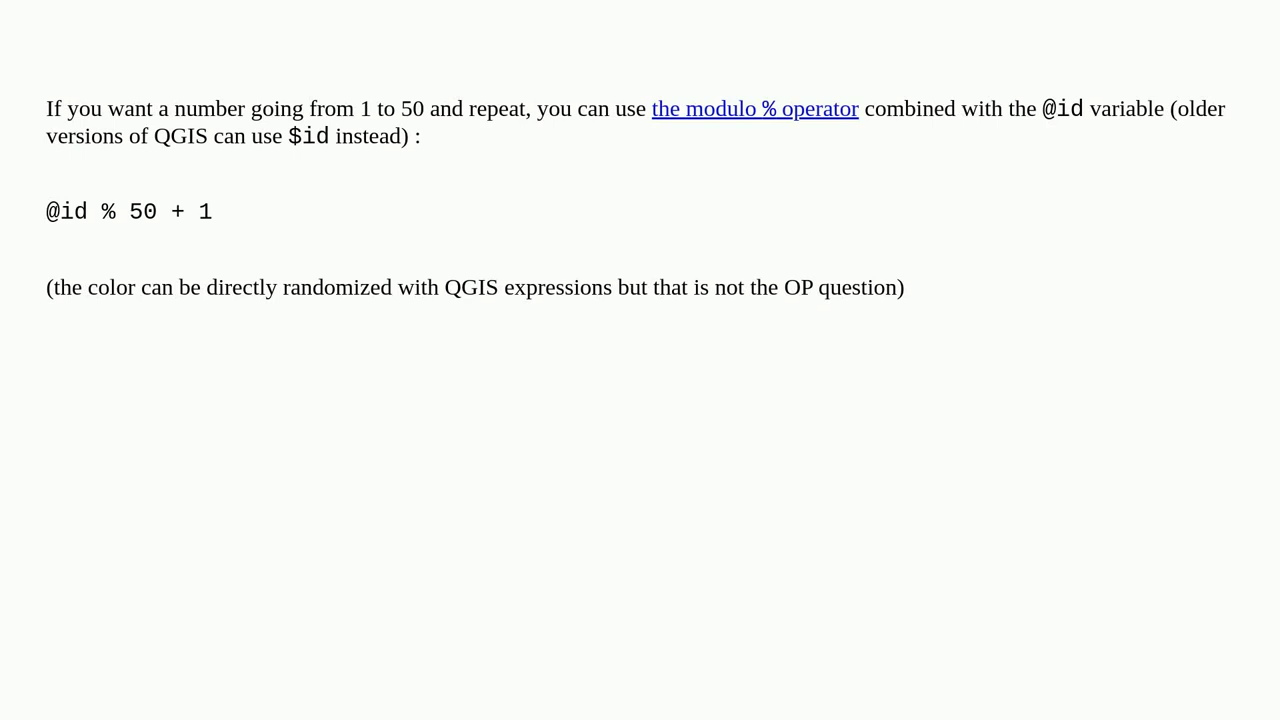 If you want a number going from 1 to 50 and repeat, you can use the modulo % operator combined with the @id variable (older
versions of QGIS can use $id instead) :
@id % 50 + 1
(the color can be directly randomized with QGIS expressions but that is not the OP question)